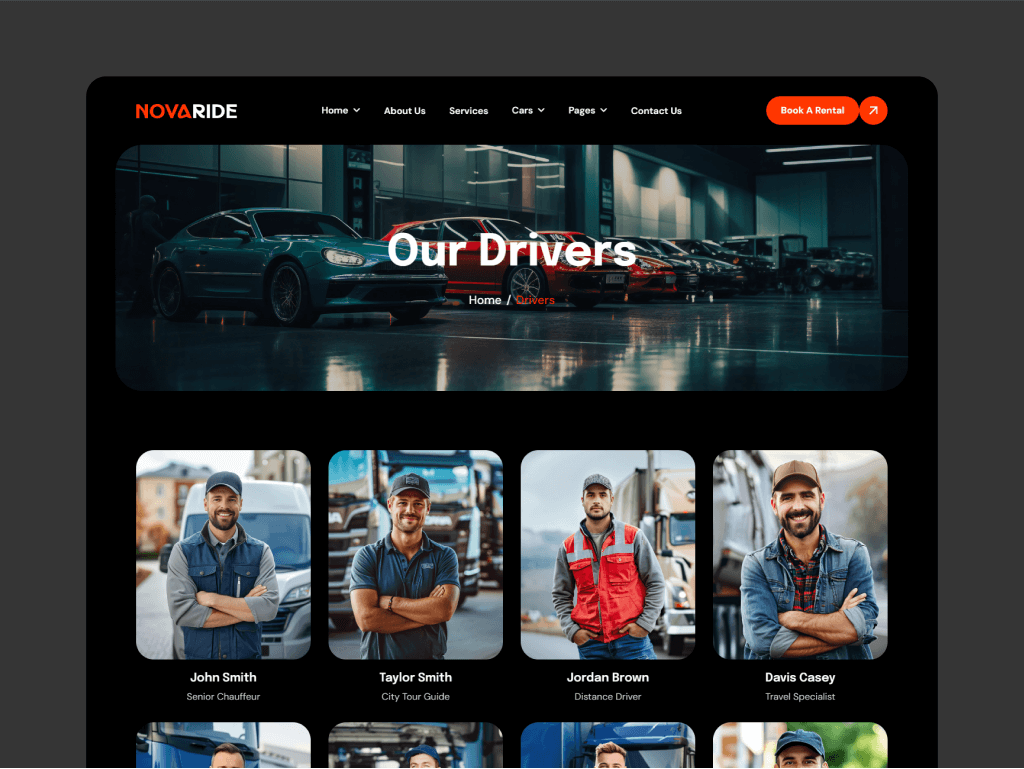 NOVARIDE
Home
About Us
Services
Cars
Pages
Contact Us
Book A Rental
Our Drivers
Home / Drivers
John Smith
Senior Chauffeur
Taylor Smith
City Tour Guide
Jordan Brown
Distance Driver
Davis Casey
Travel Specialist